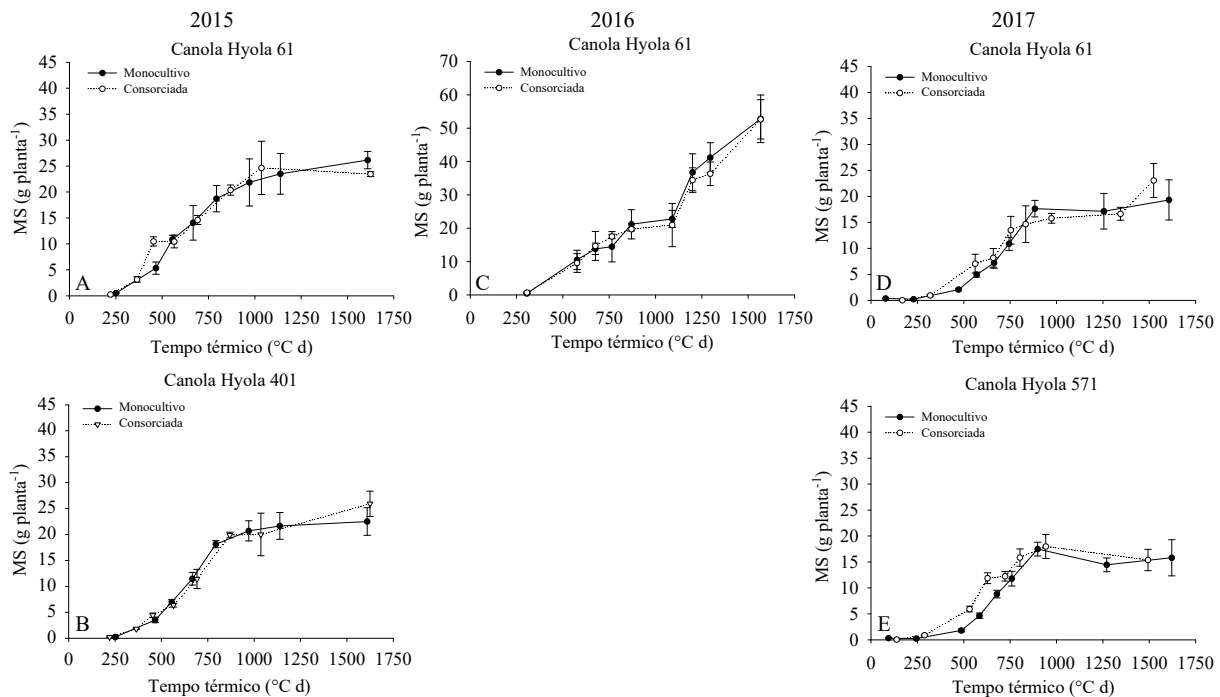 2015
Canola Hyola 61
Monocultivo
Consorciada
MS (g planta⁻¹)
45
40
35
30
25
20
15
10
5
0
A
0 250 500 750 1000 1250 1500 1750
Tempo térmico (°C d)
2016
Canola Hyola 61
Monocultivo
Consorciada
MS (g planta⁻¹)
70
60
50
40
30
20
10
0
C
0 250 500 750 1000 1250 1500 1750
Tempo térmico (°C d)
2017
Canola Hyola 61
Monocultivo
Consorciada
MS (g planta⁻¹)
45
40
35
30
25
20
15
10
5
0
D
0 250 500 750 1000 1250 1500 1750
Tempo térmico (°C d)
Canola Hyola 401
Monocultivo
Consorciada
MS (g planta⁻¹)
45
40
35
30
25
20
15
10
5
0
B
0 250 500 750 1000 1250 1500 1750
Tempo térmico (°C d)
Canola Hyola 571
Monocultivo
Consorciada
MS (g planta⁻¹)
45
40
35
30
25
20
15
10
5
0
E
0 250 500 750 1000 1250 1500 1750
Tempo térmico (°C d)